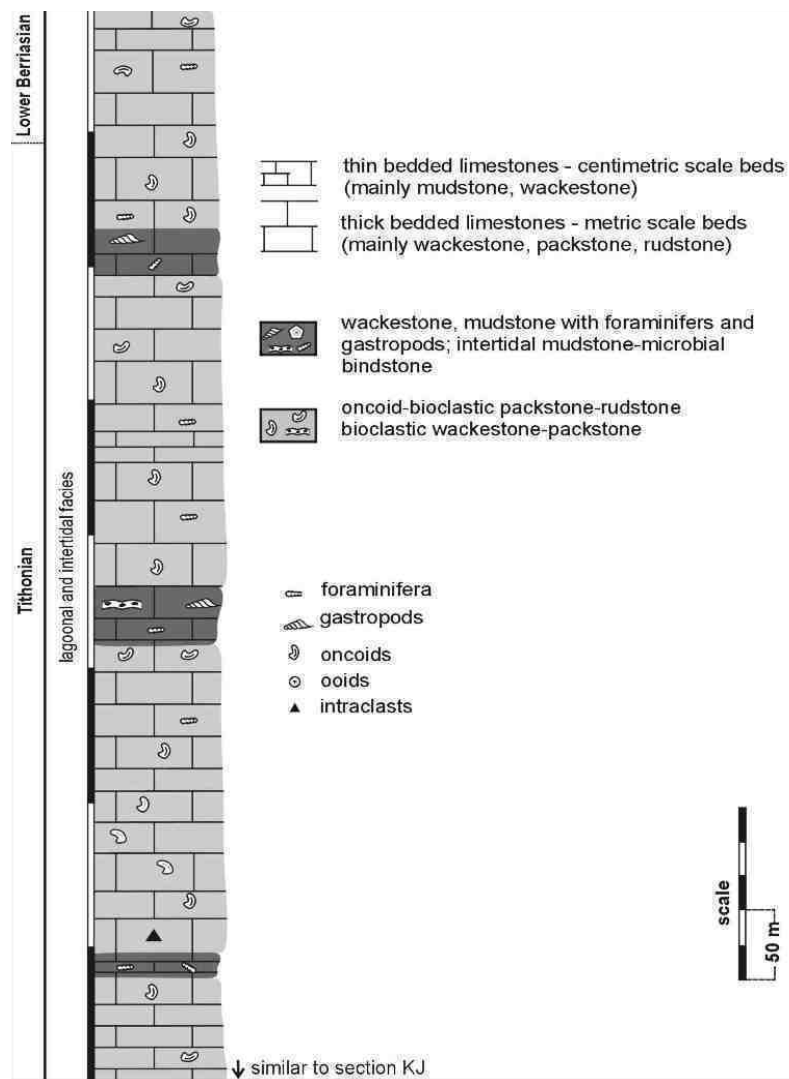 Lower Berriasian
Tithonian
lagoonal and intertidal facies
thin bedded limestones - centimetric scale beds
(mainly mudstone, wackestone)
thick bedded limestones - metric scale beds
(mainly wackestone, packstone, rudstone)
wackestone, mudstone with foraminifers and
gastropods; intertidal mudstone-microbial
bindstone
oncoid-bioclastic packstone-rudstone
bioclastic wackestone-packstone
foraminifera
gastropods
oncoids
ooids
intraclasts
scale
50 m
similar to section KJ